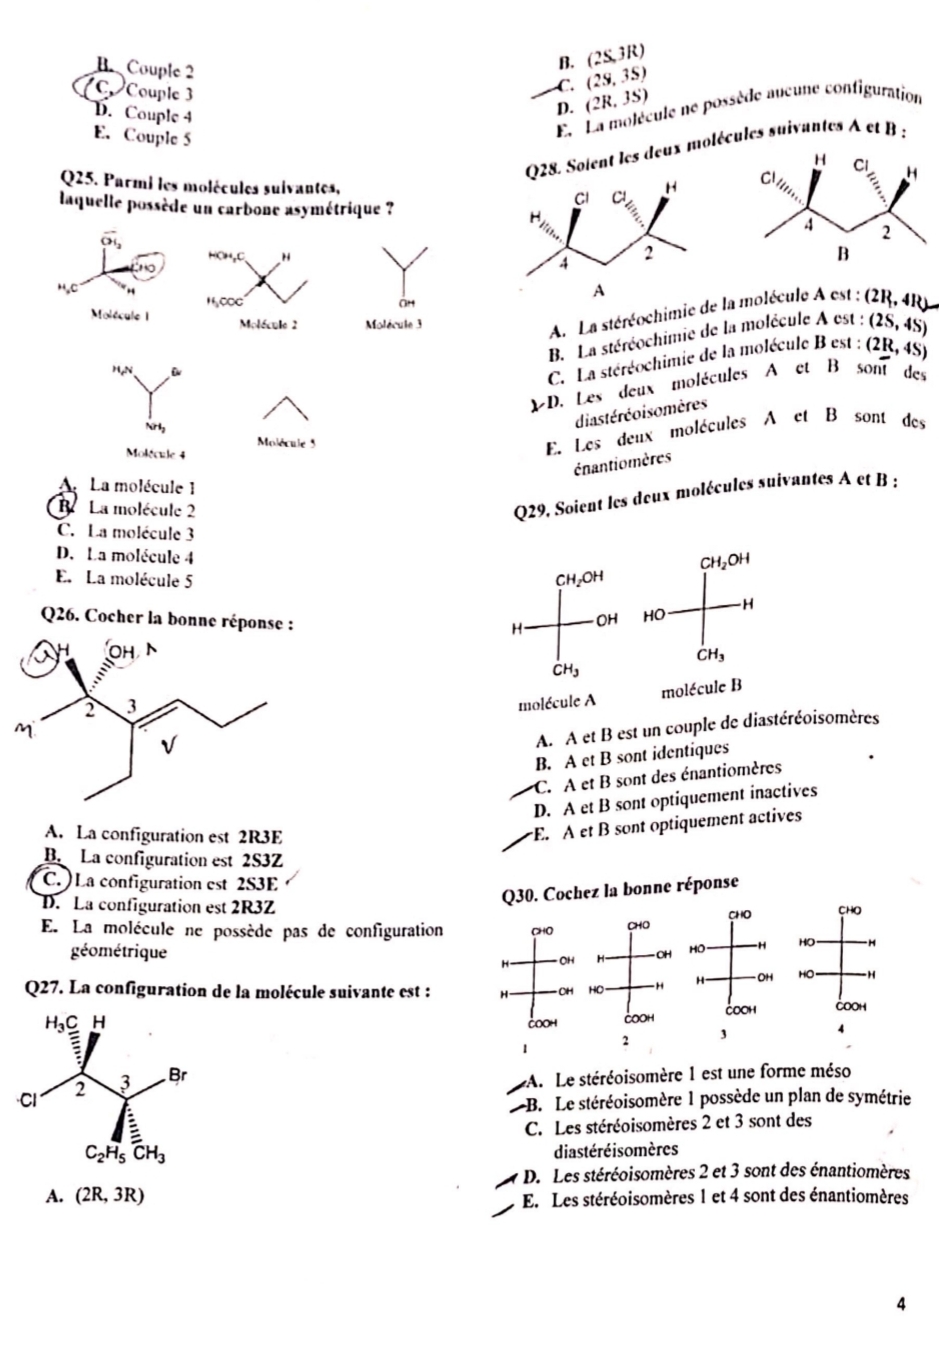 B. Couple 2
C. Couple 3
D. Couple 4
E. Couple 5
Q25. Parmi les molécules suivantes,
laquelle possède un carbone asymétrique ?
CH₃
CHO
H₃C
H
Molécule 1
HOH₂C
H
H₃COC
Molécule 2
OH
Molécule 3
H₂N
Br
NH₂
Molécule 4
Molécule 5
A. La molécule 1
B. La molécule 2
C. La molécule 3
D. La molécule 4
E. La molécule 5
Q26. Cocher la bonne réponse :
H
OH
2
3
A. La configuration est 2R3E
B. La configuration est 2S3Z
C. La configuration est 2S3E
D. La configuration est 2R3Z
E. La molécule ne possède pas de configuration
géométrique
Q27. La configuration de la molécule suivante est :
H₃C H
Cl
2
3
Br
C₂H₅ CH₃
A. (2R, 3R)
B. (2S,3R)
C. (2S, 3S)
D. (2R, 3S)
E. La molécule ne possède aucune configuration
Q28. Soient les deux molécules suivantes A et B :
H
Cl
Cl
H
4
2
A
Cl
H
Cl
H
4
2
B
A. La stéréochimie de la molécule A est : (2R, 4R)
B. La stéréochimie de la molécule A est : (2S, 4S)
C. La stéréochimie de la molécule B est : (2R, 4S)
D. Les deux molécules A et B sont des
diastéréoisomères
E. Les deux molécules A et B sont des
énantiomères
Q29. Soient les deux molécules suivantes A et B :
CH₂OH
H
OH
CH₃
molécule A
CH₂OH
HO
H
CH₃
molécule B
A. A et B est un couple de diastéréoisomères
B. A et B sont identiques
C. A et B sont des énantiomères
D. A et B sont optiquement inactives
E. A et B sont optiquement actives
Q30. Cochez la bonne réponse
CHO
H OH
H OH
COOH
1
CHO
H OH
HO H
COOH
2
CHO
HO H
H OH
COOH
3
CHO
HO H
HO H
COOH
4
A. Le stéréoisomère 1 est une forme méso
B. Le stéréoisomère 1 possède un plan de symétrie
C. Les stéréoisomères 2 et 3 sont des
diastéréisomères
D. Les stéréoisomères 2 et 3 sont des énantiomères
E. Les stéréoisomères 1 et 4 sont des énantiomères
4